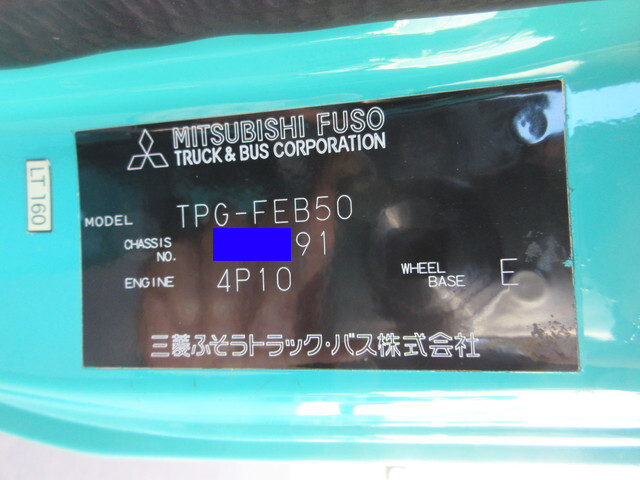 MITSUBISHI FUSO
TRUCK & BUS CORPORATION
LT 160
MODEL TPG-FEB50
CHASSIS NO. 91
ENGINE 4P10
WHEEL BASE E
三菱ふそうトラック・バス株式会社